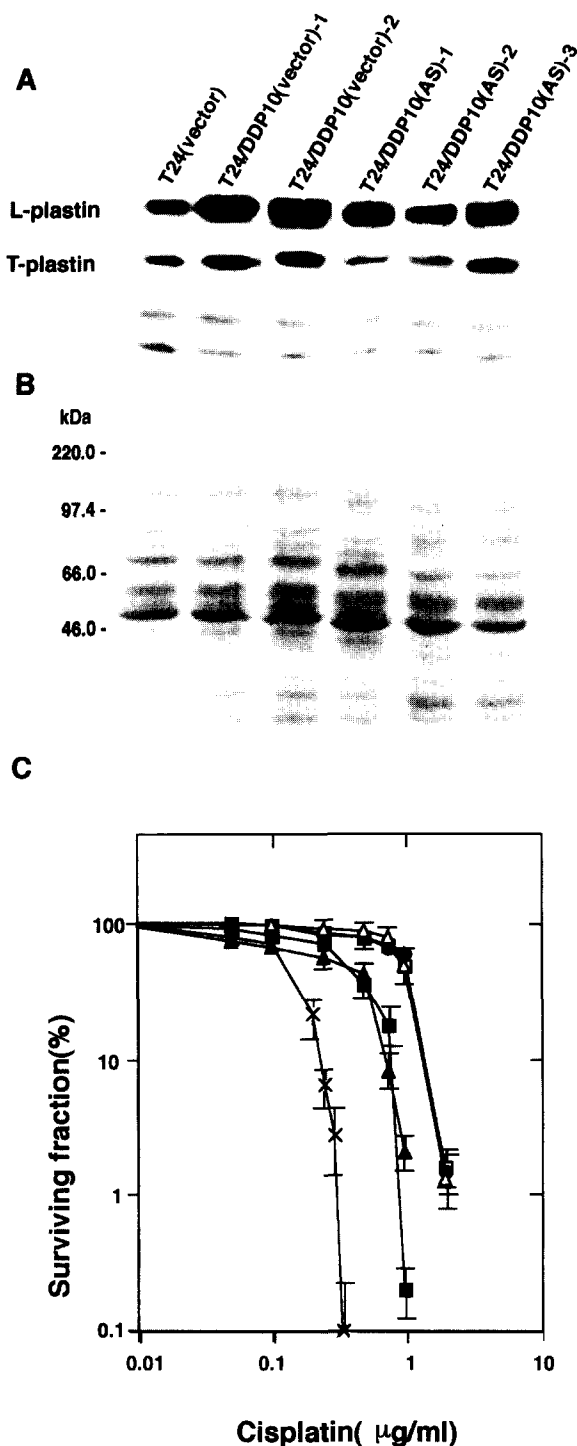 A
T24(vector)
T24/DDP10(vector)-1
T24/DDP10(vector)-2
T24/DDP10(AS)-1
T24/DDP10(AS)-2
T24/DDP10(AS)-3
L-plastin
T-plastin
B
kDa
220.0 -
97.4 -
66.0 -
46.0 -
C
100
10
1
0.1
Surviving fraction(%)
0.01
0.1
1
10
Cisplatin( μg/ml)